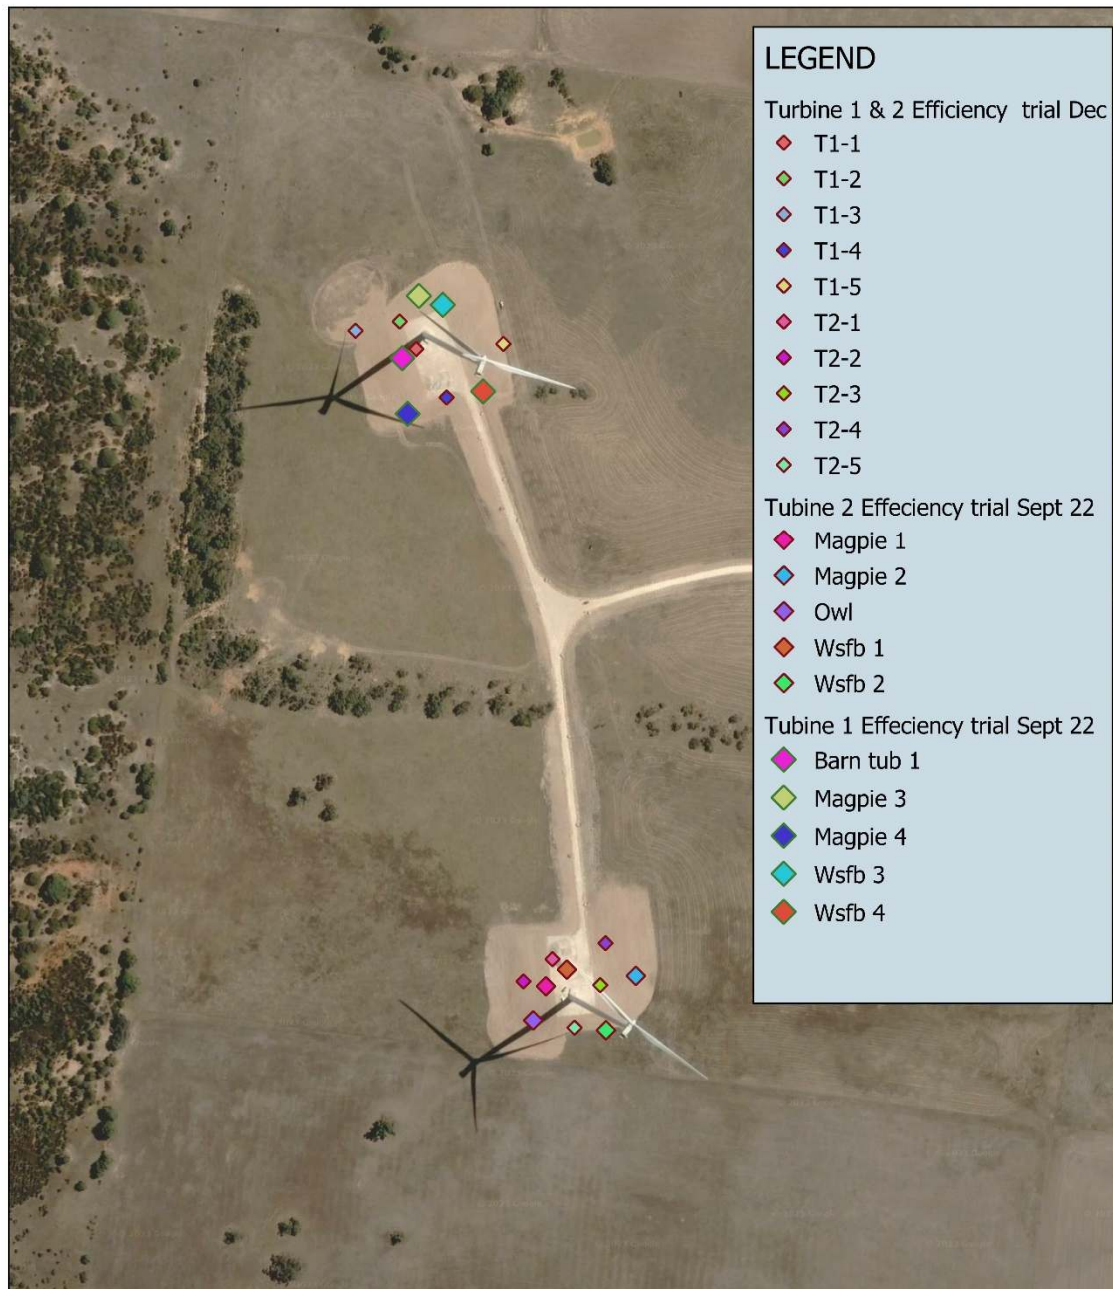 LEGEND
Turbine 1 & 2 Efficiency trial Dec
T1-1
T1-2
T1-3
T1-4
T1-5
T2-1
T2-2
T2-3
T2-4
T2-5
Tubine 2 Effeciency trial Sept 22
Magpie 1
Magpie 2
Owl
Wsfb 1
Wsfb 2
Tubine 1 Effeciency trial Sept 22
Barn tub 1
Magpie 3
Magpie 4
Wsfb 3
Wsfb 4